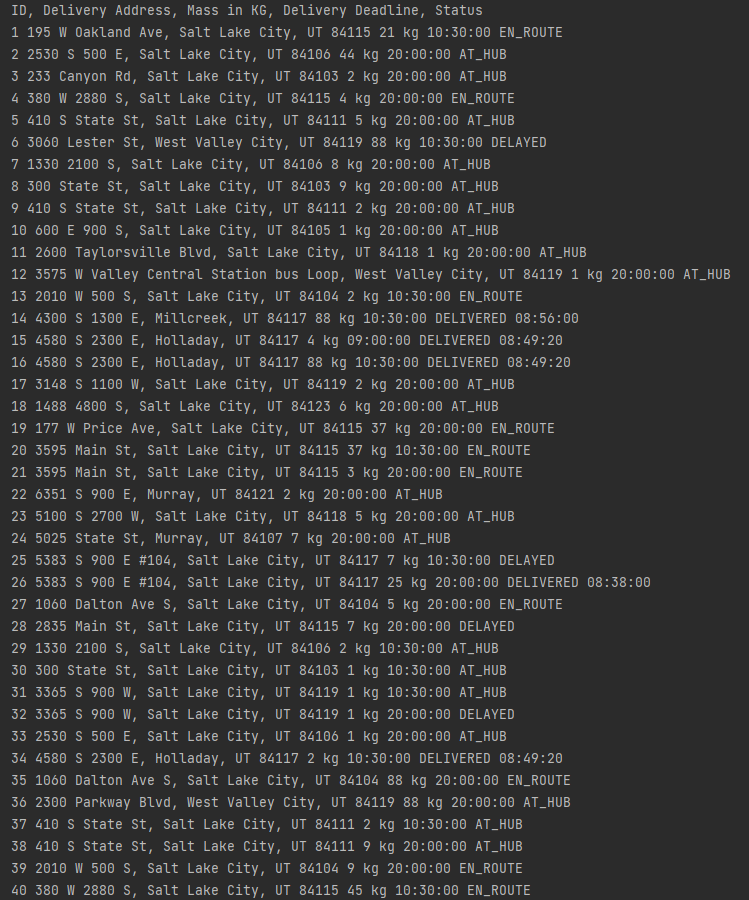 ID, Delivery Address, Mass in KG, Delivery Deadline, Status
1 195 W Oakland Ave, Salt Lake City, UT 84115 21 kg 10:30:00 EN_ROUTE
2 2530 S 500 E, Salt Lake City, UT 84106 44 kg 20:00:00 AT_HUB
3 233 Canyon Rd, Salt Lake City, UT 84103 2 kg 20:00:00 AT_HUB
4 380 W 2880 S, Salt Lake City, UT 84115 4 kg 20:00:00 EN_ROUTE
5 410 S State St, Salt Lake City, UT 84111 5 kg 20:00:00 AT_HUB
6 3060 Lester St, West Valley City, UT 84119 88 kg 10:30:00 DELAYED
7 1330 2100 S, Salt Lake City, UT 84106 8 kg 20:00:00 AT_HUB
8 300 State St, Salt Lake City, UT 84103 9 kg 20:00:00 AT_HUB
9 410 S State St, Salt Lake City, UT 84111 2 kg 20:00:00 AT_HUB
10 600 E 900 S, Salt Lake City, UT 84105 1 kg 20:00:00 AT_HUB
11 2600 Taylorsville Blvd, Salt Lake City, UT 84118 1 kg 20:00:00 AT_HUB
12 3575 W Valley Central Station bus Loop, West Valley City, UT 84119 1 kg 20:00:00 AT_HUB
13 2010 W 500 S, Salt Lake City, UT 84104 2 kg 10:30:00 EN_ROUTE
14 4300 S 1300 E, Millcreek, UT 84117 88 kg 10:30:00 DELIVERED 08:56:00
15 4580 S 2300 E, Holladay, UT 84117 4 kg 09:00:00 DELIVERED 08:49:20
16 4580 S 2300 E, Holladay, UT 84117 88 kg 10:30:00 DELIVERED 08:49:20
17 3148 S 1100 W, Salt Lake City, UT 84119 2 kg 20:00:00 AT_HUB
18 1488 4800 S, Salt Lake City, UT 84123 6 kg 20:00:00 AT_HUB
19 177 W Price Ave, Salt Lake City, UT 84115 37 kg 20:00:00 EN_ROUTE
20 3595 Main St, Salt Lake City, UT 84115 37 kg 10:30:00 EN_ROUTE
21 3595 Main St, Salt Lake City, UT 84115 3 kg 20:00:00 EN_ROUTE
22 6351 S 900 E, Murray, UT 84121 2 kg 20:00:00 AT_HUB
23 5100 S 2700 W, Salt Lake City, UT 84118 5 kg 20:00:00 AT_HUB
24 5025 State St, Murray, UT 84107 7 kg 20:00:00 AT_HUB
25 5383 S 900 E #104, Salt Lake City, UT 84117 7 kg 10:30:00 DELAYED
26 5383 S 900 E #104, Salt Lake City, UT 84117 25 kg 20:00:00 DELIVERED 08:38:00
27 1060 Dalton Ave S, Salt Lake City, UT 84104 5 kg 20:00:00 EN_ROUTE
28 2835 Main St, Salt Lake City, UT 84115 7 kg 20:00:00 DELAYED
29 1330 2100 S, Salt Lake City, UT 84106 2 kg 10:30:00 AT_HUB
30 300 State St, Salt Lake City, UT 84103 1 kg 10:30:00 AT_HUB
31 3365 S 900 W, Salt Lake City, UT 84119 1 kg 10:30:00 AT_HUB
32 3365 S 900 W, Salt Lake City, UT 84119 1 kg 20:00:00 DELAYED
33 2530 S 500 E, Salt Lake City, UT 84106 1 kg 20:00:00 AT_HUB
34 4580 S 2300 E, Holladay, UT 84117 2 kg 10:30:00 DELIVERED 08:49:20
35 1060 Dalton Ave S, Salt Lake City, UT 84104 88 kg 20:00:00 EN_ROUTE
36 2300 Parkway Blvd, West Valley City, UT 84119 88 kg 20:00:00 AT_HUB
37 410 S State St, Salt Lake City, UT 84111 2 kg 10:30:00 AT_HUB
38 410 S State St, Salt Lake City, UT 84111 9 kg 20:00:00 AT_HUB
39 2010 W 500 S, Salt Lake City, UT 84104 9 kg 20:00:00 EN_ROUTE
40 380 W 2880 S, Salt Lake City, UT 84115 45 kg 10:30:00 EN_ROUTE